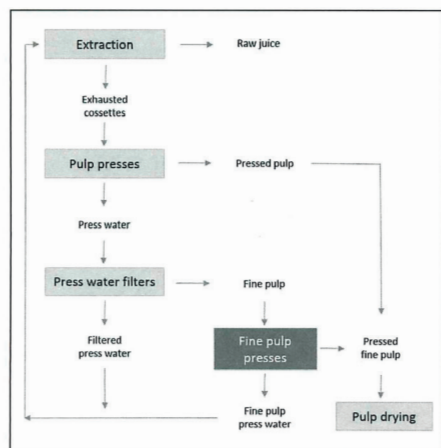 Extraction
Raw juice
Exhausted
cossettes
Pulp presses
Pressed pulp
Press water
Press water filters
Fine pulp
Filtered
press water
Fine pulp
presses
Pressed
fine pulp
Fine pulp
press water
Pulp drying